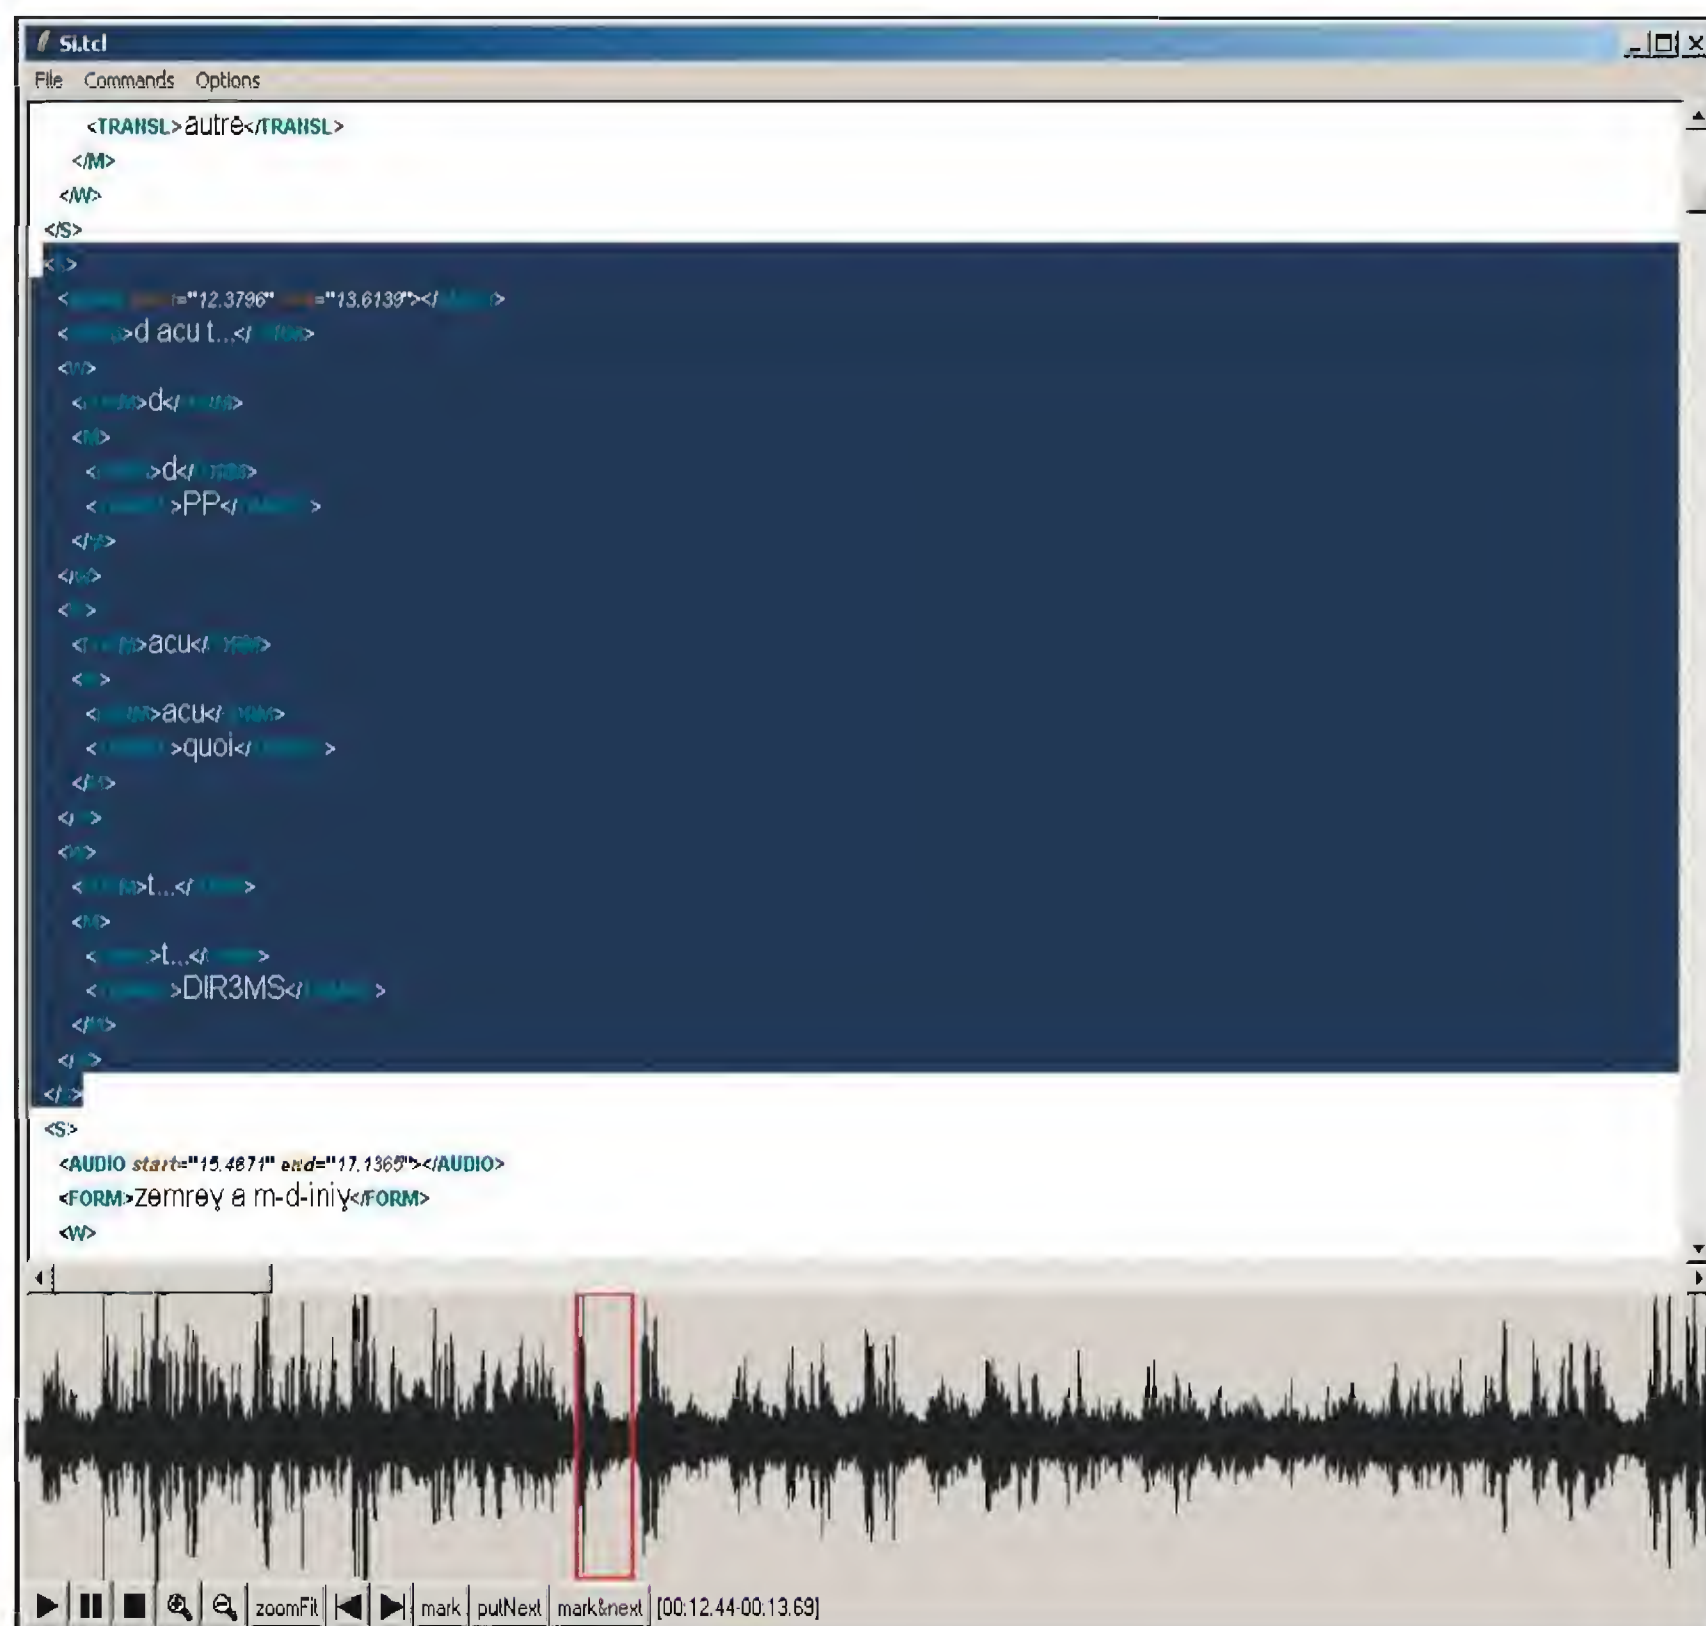 Si.tcl
File Commands Options
<TRANSL>autre</TRANSL>
</M>
</W>
</S>
< >
< ="12.3796" ="13.6139"></ >
< >d acu t...</ >
<W>
< >d</ >
<M>
< >d</ >
< >PP</ >
</ >
</ >
< >
< >acu</ >
< >
< >acu</ >
< >quoi</ >
</ >
</ >
<W>
< >t...</ >
<M>
< >t...</ >
< >DIR3MS</ >
</ >
</ >
</ >
<S>
<AUDIO start="15.4671" end="17.1365"></AUDIO>
<FORM>zemreγ a m-d-iniγ</FORM>
<W>
zoomFit mark putNext mark&next [00:12.44-00:13.69]